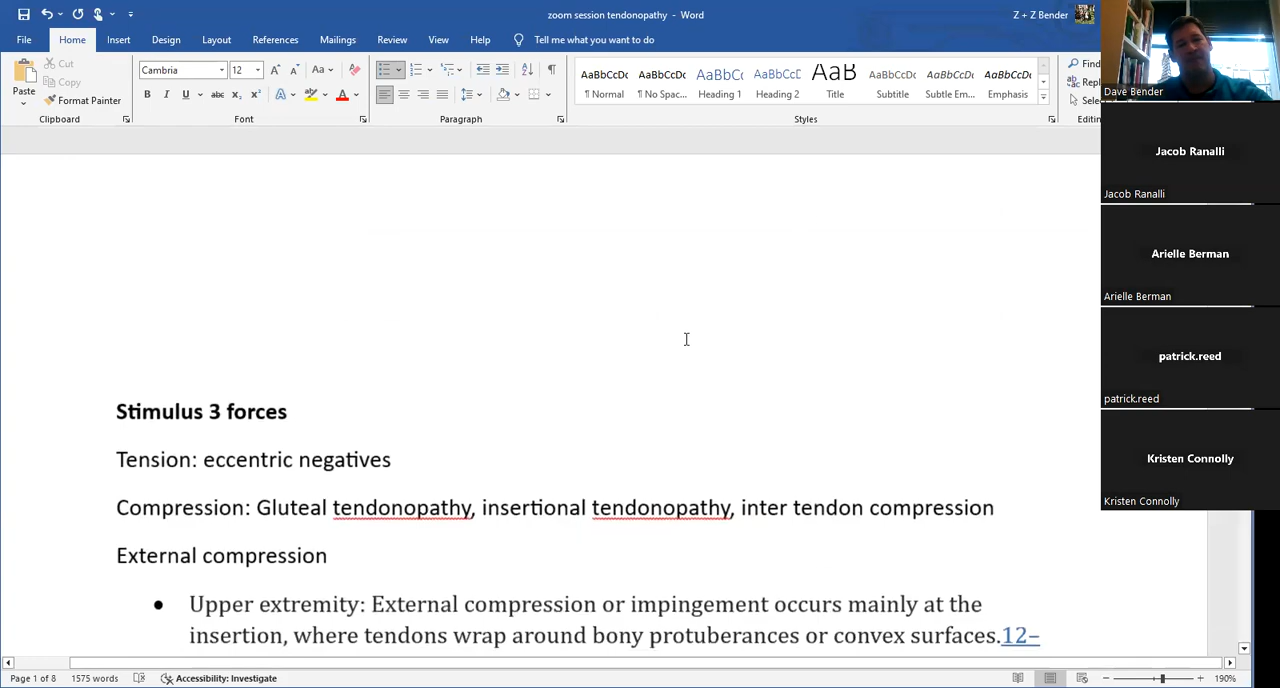 zoom session tendonopathy - Word
Z + Z Bender
File
Home
Insert
Design
Layout
References
Mailings
Review
View
Help
Tell me what you want to do
Paste
Cut
Copy
Format Painter
Clipboard
Cambria
12
Font
Paragraph
AaBbCcDc
¶ Normal
AaBbCcDc
¶ No Spac...
AaBbCc
Heading 1
AaBbCcD
Heading 2
AaB
Title
AaBbCcD
Subtitle
AaBbCcDc
Subtle Em...
AaBbCcDc
Emphasis
Styles
Find
Editin
Dave Bender
Jacob Ranalli
Jacob Ranalli
Arielle Berman
Arielle Berman
patrick.reed
patrick.reed
Kristen Connolly
Kristen Connolly
Stimulus 3 forces
Tension: eccentric negatives
Compression: Gluteal tendonopathy, insertional tendonopathy, inter tendon compression
External compression
• Upper extremity: External compression or impingement occurs mainly at the
insertion, where tendons wrap around bony protuberances or convex surfaces.12–
Page 1 of 8
1575 words
Accessibility: Investigate
190%